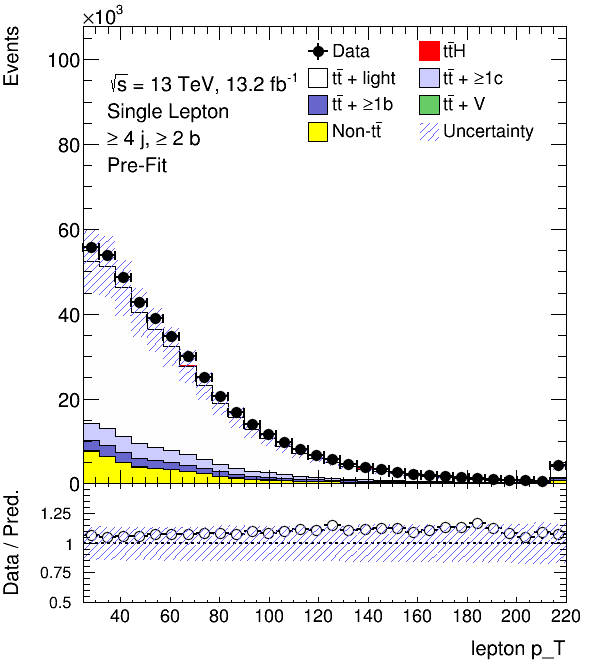 ×10³
Events
100
80
60
40
20
0
√s = 13 TeV, 13.2 fb⁻¹
Single Lepton
≥ 4 j, ≥ 2 b
Pre-Fit
Data
tt̄H
tt̄ + light
tt̄ + ≥1c
tt̄ + ≥1b
tt̄ + V
Non-tt̄
Uncertainty
Data / Pred.
1.25
1
0.75
0.5
40 60 80 100 120 140 160 180 200 220
lepton p_T